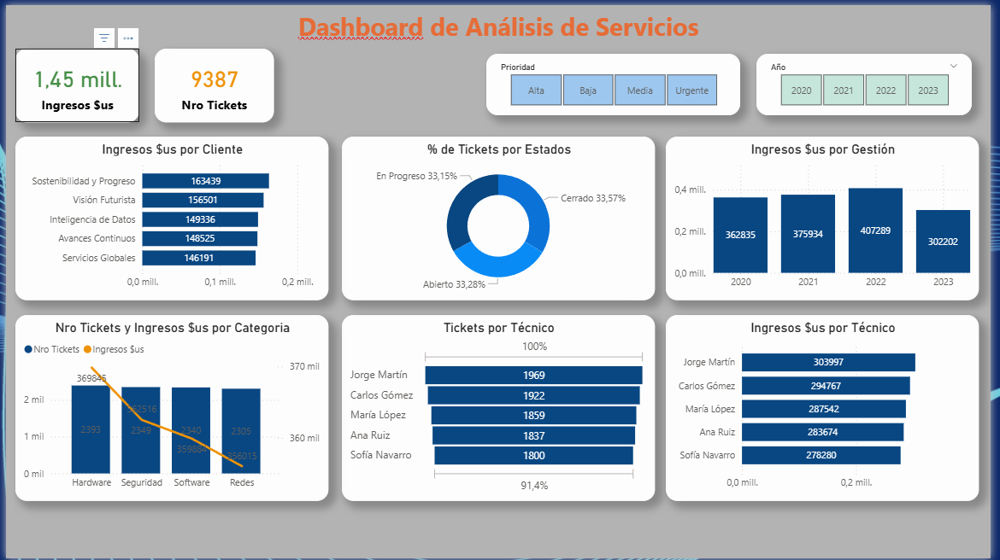 Dashboard de Análisis de Servicios
1,45 mill.
Ingresos $us
9387
Nro Tickets
Prioridad
Alta
Baja
Media
Urgente
Año
2020
2021
2022
2023
Ingresos $us por Cliente
Sostenibilidad y Progreso 163439
Visión Futurista 156501
Inteligencia de Datos 149336
Avances Continuos 148525
Servicios Globales 146191
0,0 mill. 0,1 mill. 0,2 mill.
% de Tickets por Estados
En Progreso 33,15%
Cerrado 33,57%
Abierto 33,28%
Ingresos $us por Gestión
0,4 mill.
0,2 mill.
0,0 mill.
362835 375934 407289 302202
2020 2021 2022 2023
Nro Tickets y Ingresos $us por Categoria
Nro Tickets Ingresos $us
369845
370 mil
2 mil
362516
2393 2349 2340 2305
1 mil
360 mil
359684
356015
0 mil
Hardware Seguridad Software Redes
Tickets por Técnico
100%
Jorge Martín 1969
Carlos Gómez 1922
María López 1859
Ana Ruiz 1837
Sofía Navarro 1800
91,4%
Ingresos $us por Técnico
Jorge Martín 303997
Carlos Gómez 294767
María López 287542
Ana Ruiz 283674
Sofía Navarro 278280
0,0 mill. 0,2 mill.